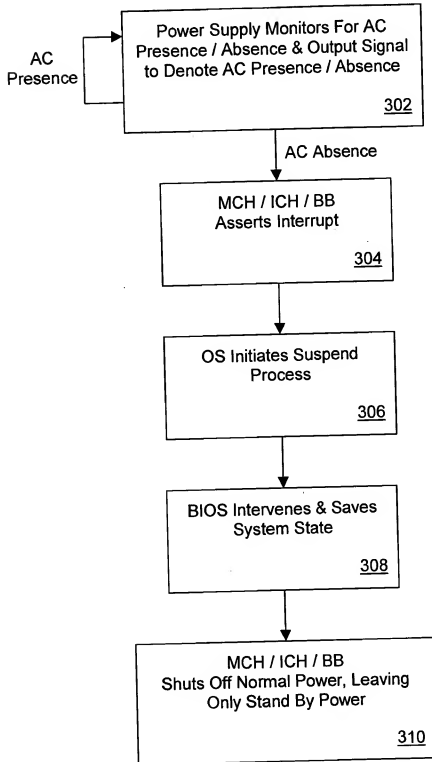 Power Supply Monitors For AC
Presence / Absence & Output Signal
to Denote AC Presence / Absence
302
AC
Presence
AC Absence
MCH / ICH / BB
Asserts Interrupt
304
OS Initiates Suspend
Process
306
BIOS Intervenes & Saves
System State
308
MCH / ICH / BB
Shuts Off Normal Power, Leaving
Only Stand By Power
310